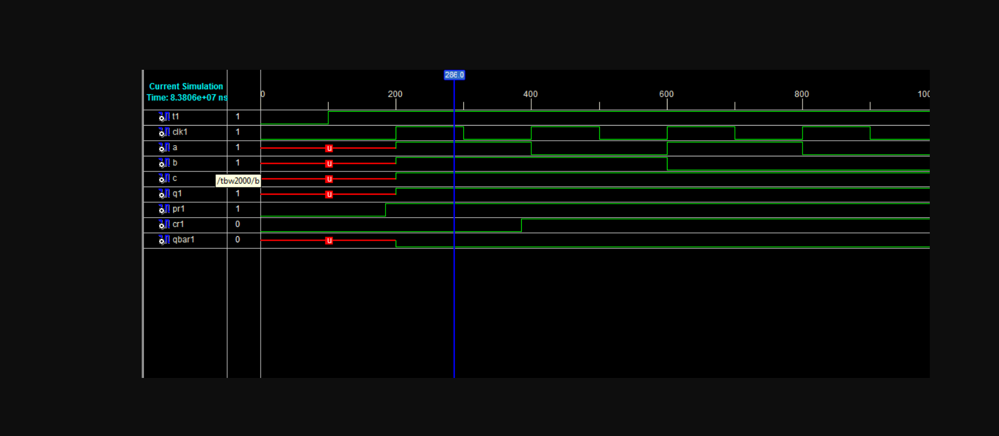 286.0
Current Simulation
Time: 8.3806e+07 ns
0 200 400 600 800 100
t1 1
clk1 1
a 1 u
b 1 u
c u
/tbw2000/b
q1 1 u
pr1 1
cr1 0
qbar1 0 u